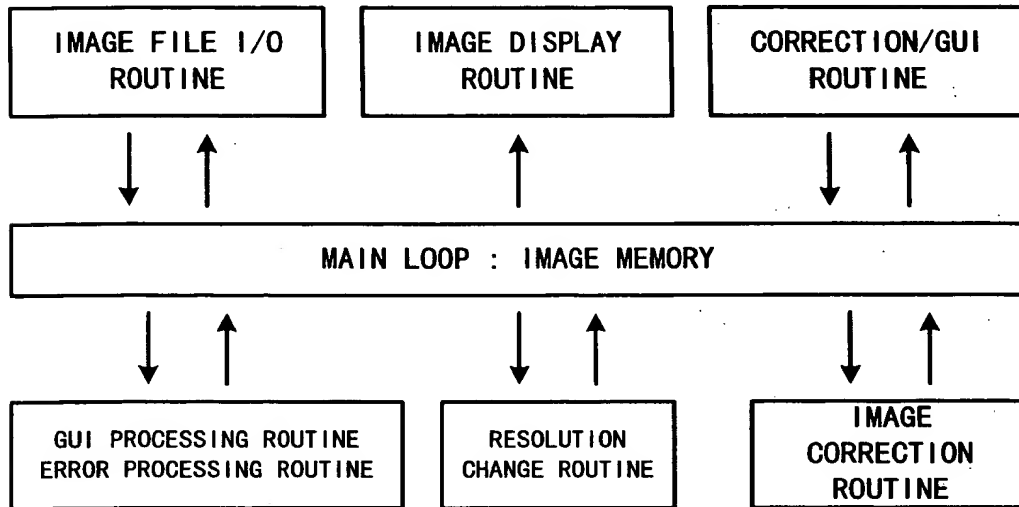 IMAGE FILE I/O
ROUTINE
IMAGE DISPLAY
ROUTINE
CORRECTION/GUI
ROUTINE
MAIN LOOP : IMAGE MEMORY
GUI PROCESSING ROUTINE
ERROR PROCESSING ROUTINE
RESOLUTION
CHANGE ROUTINE
IMAGE
CORRECTION
ROUTINE